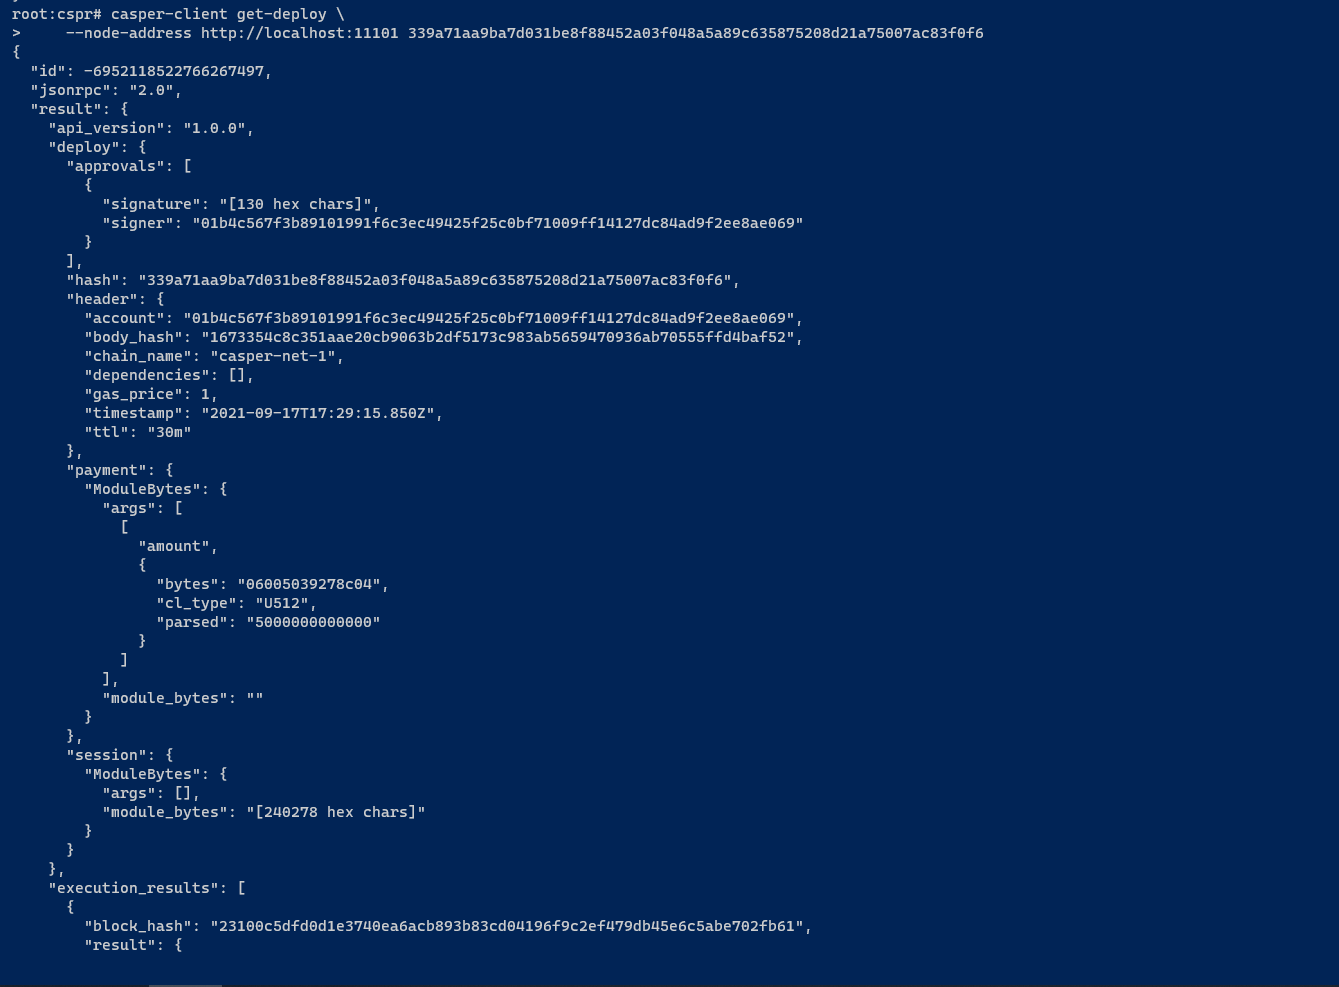 root:cspr# casper-client get-deploy \
>     --node-address http://localhost:11101 339a71aa9ba7d031be8f88452a03f048a5a89c635875208d21a75007ac83f0f6
{
  "id": -6952118522766267497,
  "jsonrpc": "2.0",
  "result": {
    "api_version": "1.0.0",
    "deploy": {
      "approvals": [
        {
          "signature": "[130 hex chars]",
          "signer": "01b4c567f3b89101991f6c3ec49425f25c0bf71009ff14127dc84ad9f2ee8ae069"
        }
      ],
      "hash": "339a71aa9ba7d031be8f88452a03f048a5a89c635875208d21a75007ac83f0f6",
      "header": {
        "account": "01b4c567f3b89101991f6c3ec49425f25c0bf71009ff14127dc84ad9f2ee8ae069",
        "body_hash": "1673354c8c351aae20cb9063b2df5173c983ab5659470936ab70555ffd4baf52",
        "chain_name": "casper-net-1",
        "dependencies": [],
        "gas_price": 1,
        "timestamp": "2021-09-17T17:29:15.850Z",
        "ttl": "30m"
      },
      "payment": {
        "ModuleBytes": {
          "args": [
            [
              "amount",
              {
                "bytes": "06005039278c04",
                "cl_type": "U512",
                "parsed": "5000000000000"
              }
            ]
          ],
          "module_bytes": ""
        }
      },
      "session": {
        "ModuleBytes": {
          "args": [],
          "module_bytes": "[240278 hex chars]"
        }
      }
    },
    "execution_results": [
      {
        "block_hash": "23100c5dfd0d1e3740ea6acb893b83cd04196f9c2ef479db45e6c5abe702fb61",
        "result": {